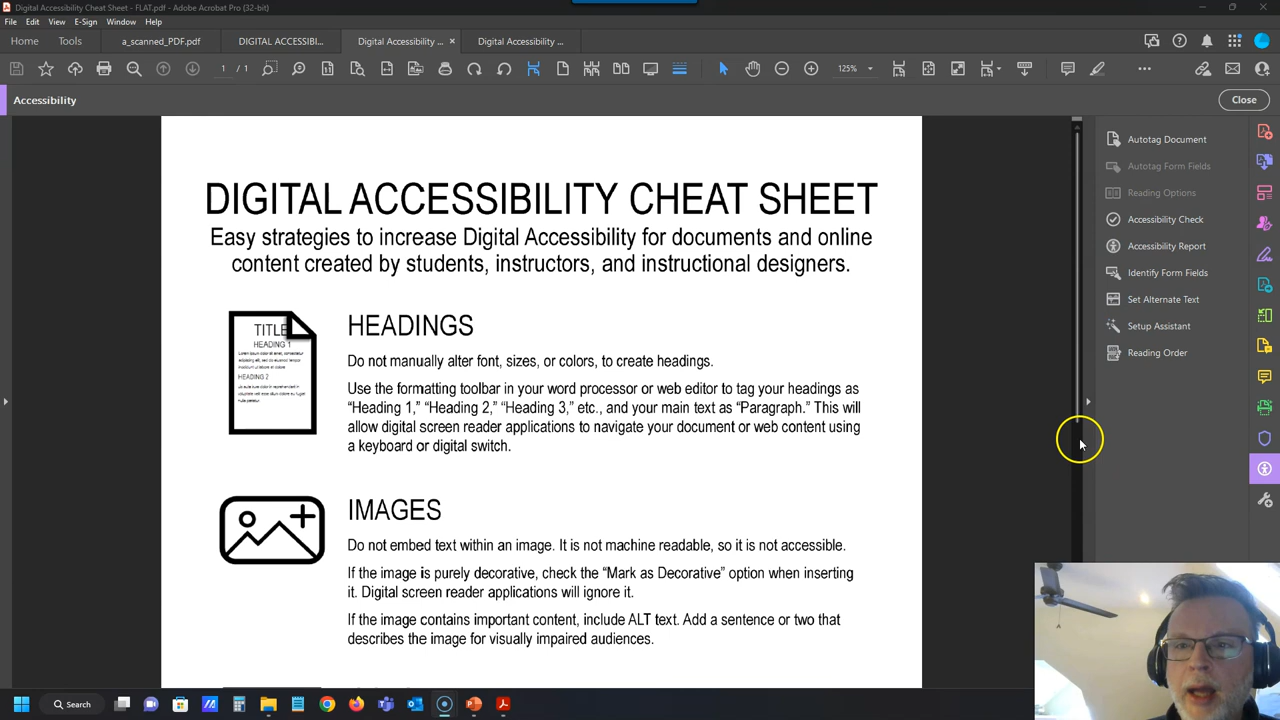 Digital Accessibility Cheat Sheet - FLAT.pdf - Adobe Acrobat Pro (32-bit)
File Edit View E-Sign Window Help
Home Tools a_scanned_PDF.pdf DIGITAL ACCESSIBI... Digital Accessibility ... × Digital Accessibility ...
1 / 1 125%
Accessibility Close
DIGITAL ACCESSIBILITY CHEAT SHEET
Easy strategies to increase Digital Accessibility for documents and online
content created by students, instructors, and instructional designers.
TITLE
HEADING 1
HEADING 2
HEADINGS
Do not manually alter font, sizes, or colors, to create headings.
Use the formatting toolbar in your word processor or web editor to tag your headings as
“Heading 1,” “Heading 2,” “Heading 3,” etc., and your main text as “Paragraph.” This will
allow digital screen reader applications to navigate your document or web content using
a keyboard or digital switch.
IMAGES
Do not embed text within an image. It is not machine readable, so it is not accessible.
If the image is purely decorative, check the “Mark as Decorative” option when inserting
it. Digital screen reader applications will ignore it.
If the image contains important content, include ALT text. Add a sentence or two that
describes the image for visually impaired audiences.
Autotag Document
Autotag Form Fields
Reading Options
Accessibility Check
Accessibility Report
Identify Form Fields
Set Alternate Text
Setup Assistant
Reading Order
Search